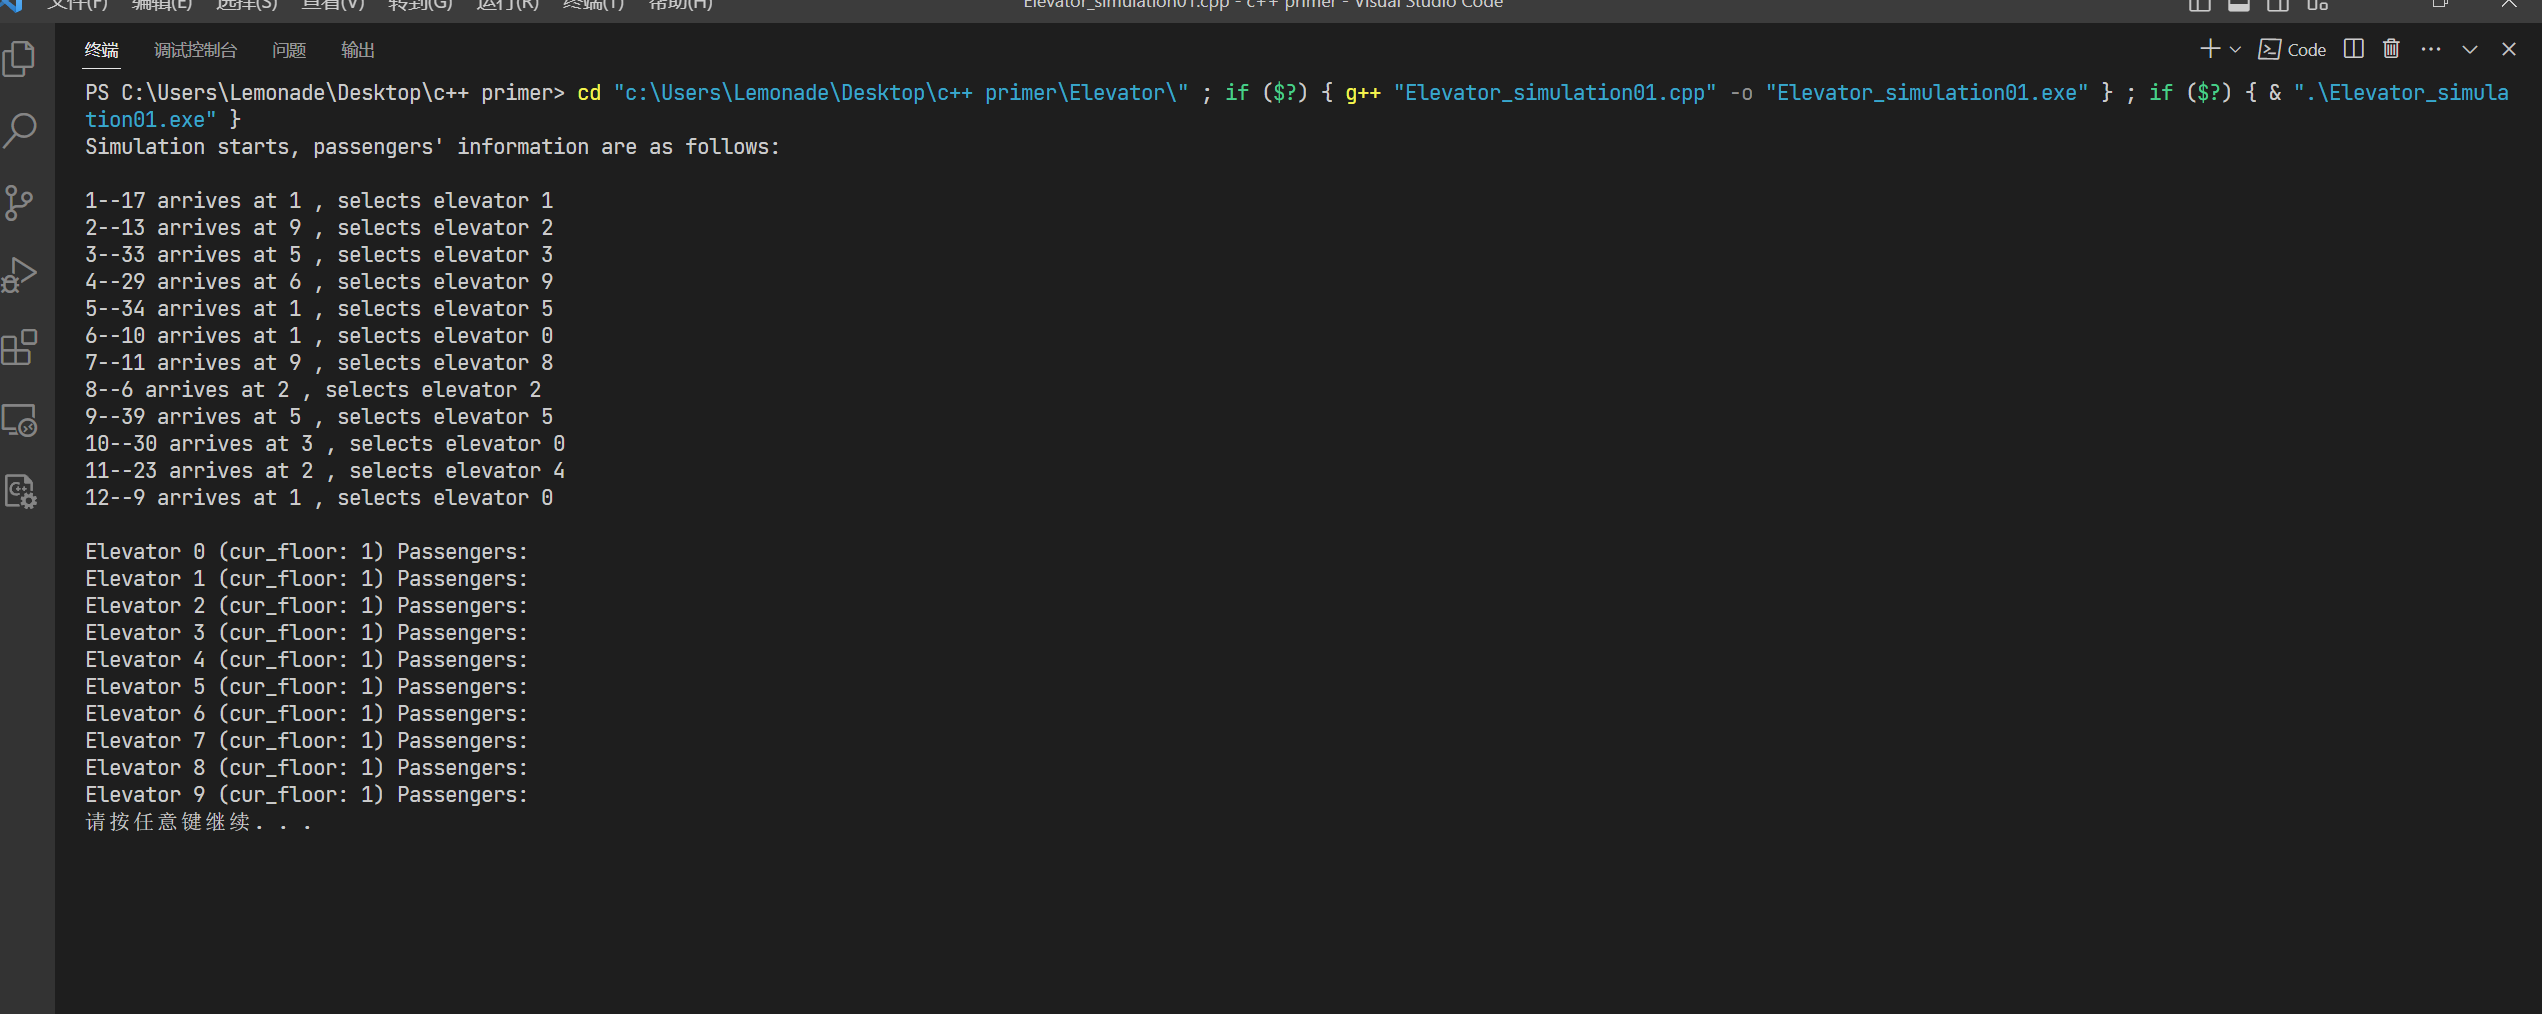 文件(F) 编辑(E) 选择(S) 查看(V) 转到(G) 运行(R) 终端(T) 帮助(H) Elevator_simulation01.cpp - c++ primer - Visual Studio Code
终端 调试控制台 问题 输出 Code
PS C:\Users\Lemonade\Desktop\c++ primer> cd "c:\Users\Lemonade\Desktop\c++ primer\Elevator\" ; if ($?) { g++ "Elevator_simulation01.cpp" -o "Elevator_simulation01.exe" } ; if ($?) { & ".\Elevator_simula
tion01.exe" }
Simulation starts, passengers' information are as follows:
1--17 arrives at 1 , selects elevator 1
2--13 arrives at 9 , selects elevator 2
3--33 arrives at 5 , selects elevator 3
4--29 arrives at 6 , selects elevator 9
5--34 arrives at 1 , selects elevator 5
6--10 arrives at 1 , selects elevator 0
7--11 arrives at 9 , selects elevator 8
8--6 arrives at 2 , selects elevator 2
9--39 arrives at 5 , selects elevator 5
10--30 arrives at 3 , selects elevator 0
11--23 arrives at 2 , selects elevator 4
12--9 arrives at 1 , selects elevator 0
Elevator 0 (cur_floor: 1) Passengers:
Elevator 1 (cur_floor: 1) Passengers:
Elevator 2 (cur_floor: 1) Passengers:
Elevator 3 (cur_floor: 1) Passengers:
Elevator 4 (cur_floor: 1) Passengers:
Elevator 5 (cur_floor: 1) Passengers:
Elevator 6 (cur_floor: 1) Passengers:
Elevator 7 (cur_floor: 1) Passengers:
Elevator 8 (cur_floor: 1) Passengers:
Elevator 9 (cur_floor: 1) Passengers:
请按任意键继续. . .